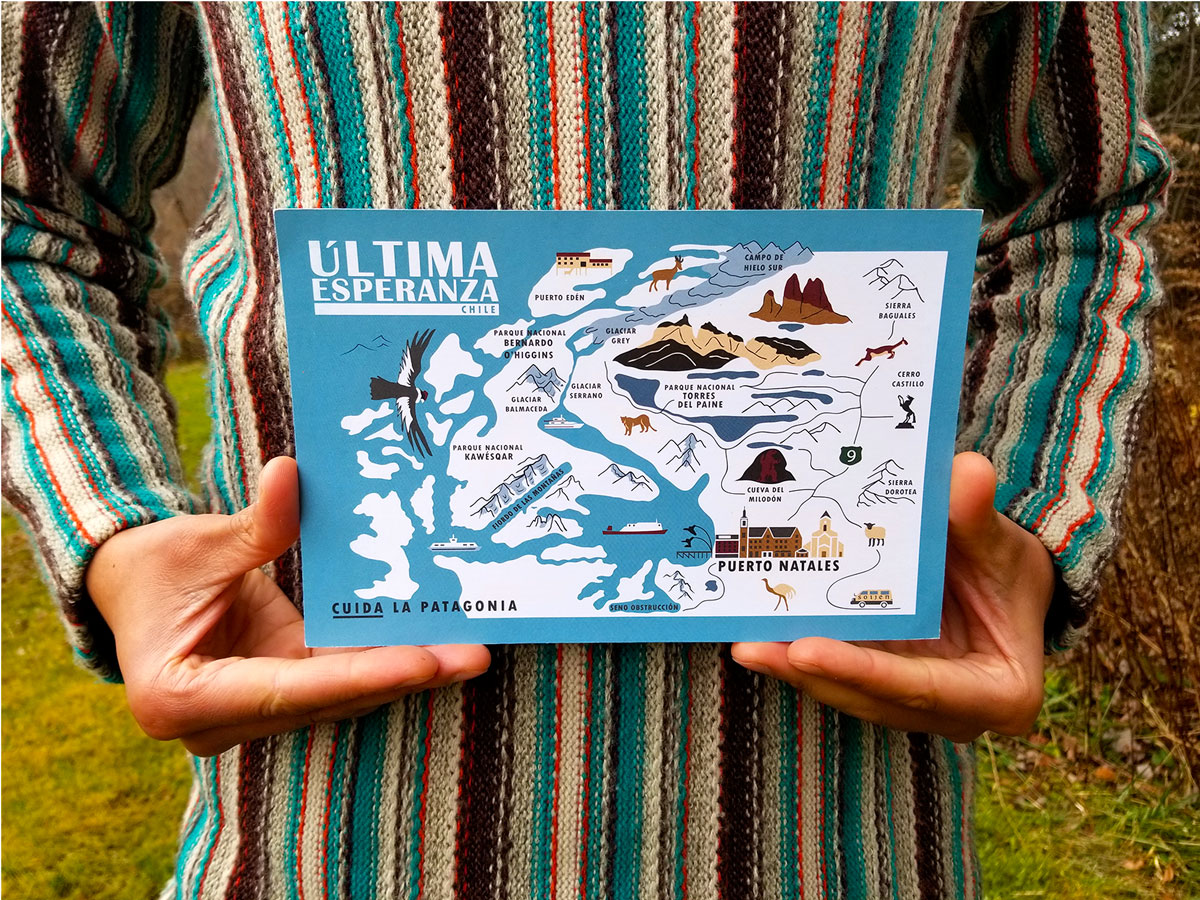 ÚLTIMA
ESPERANZA
CHILE
PUERTO EDÉN
CAMPO DE
HIELO SUR
SIERRA
BAGUALES
PARQUE NACIONAL
BERNARDO
O'HIGGINS
GLACIAR
GREY
GLACIAR
BALMACEDA
GLACIAR
SERRANO
PARQUE NACIONAL
TORRES
DEL PAINE
CERRO
CASTILLO
PARQUE NACIONAL
KAWÉSQAR
FIORDO DE LAS MONTAÑAS
9
CUEVA DEL
MILODÓN
SIERRA
DOROTEA
PUERTO NATALES
SENO OBSTRUCCIÓN
soijen
CUIDA LA PATAGONIA